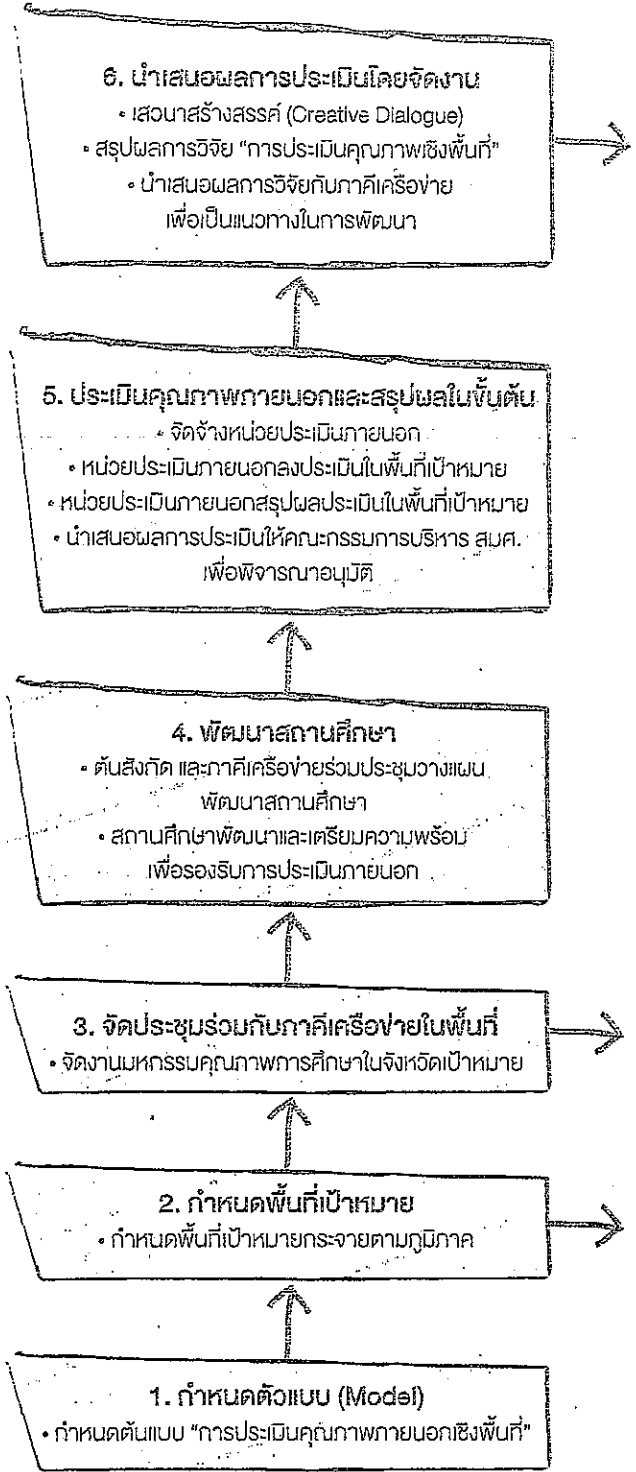 6. นำเสนอผลการประเมินโดยจัดงาน
• เสวนาสร้างสรรค์ (Creative Dialogue)
• สรุปผลการวิจัย “การประเมินคุณภาพเชิงพื้นที่”
• นำเสนอผลการวิจัยกับภาคีเครือข่าย
เพื่อเป็นแนวทางในการพัฒนา
5. ประเมินคุณภาพภายนอกและสรุปผลในขั้นต้น
• จัดจ้างหน่วยประเมินภายนอก
• หน่วยประเมินภายนอกลงประเมินในพื้นที่เป้าหมาย
• หน่วยประเมินภายนอกสรุปผลประเมินในพื้นที่เป้าหมาย
• นำเสนอผลการประเมินให้คณะกรรมการบริหาร สมศ.
เพื่อพิจารณาอนุมัติ
4. พัฒนาสถานศึกษา
• ต้นสังกัด และภาคีเครือข่ายร่วมประชุมวางแผน
พัฒนาสถานศึกษา
• สถานศึกษาพัฒนาและเตรียมความพร้อม
เพื่อรองรับการประเมินภายนอก
3. จัดประชุมร่วมกับภาคีเครือข่ายในพื้นที่
• จัดงานมหกรรมคุณภาพการศึกษาในจังหวัดเป้าหมาย
2. กำหนดพื้นที่เป้าหมาย
• กำหนดพื้นที่เป้าหมายกระจายตามภูมิภาค
1. กำหนดตัวแบบ (Model)
• กำหนดต้นแบบ “การประเมินคุณภาพภายนอกเชิงพื้นที่”